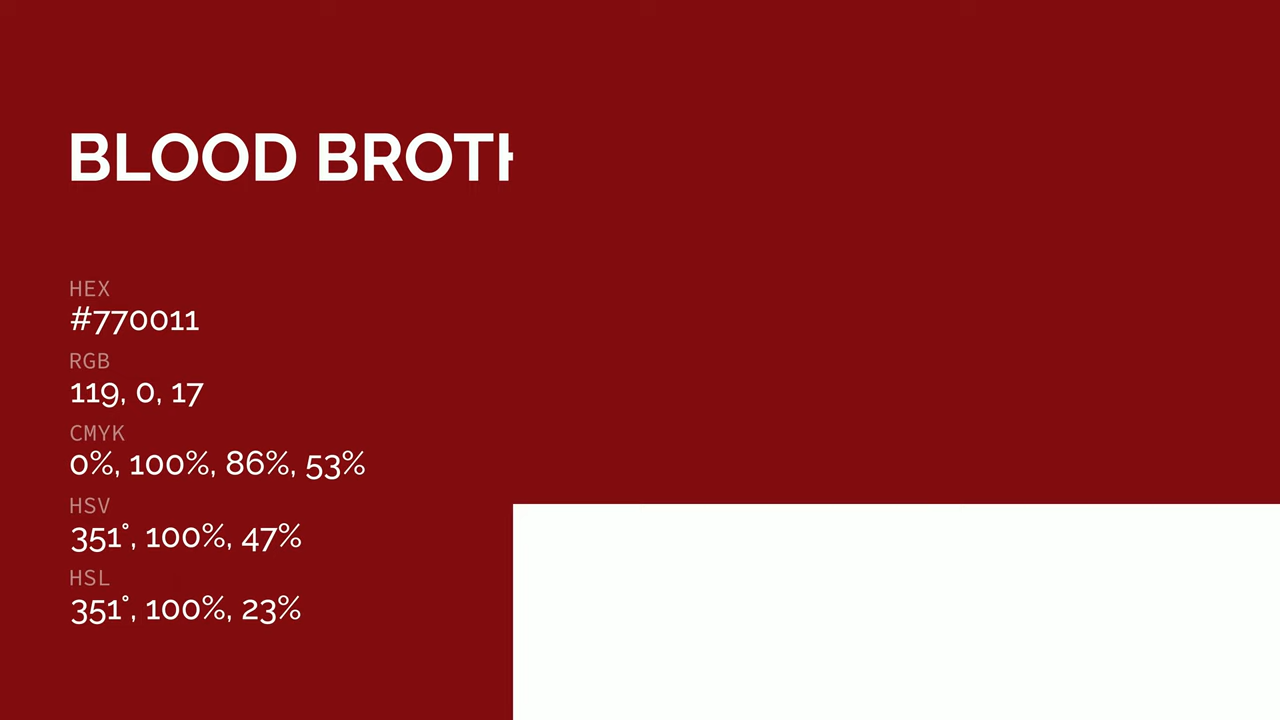 BLOOD BROTH
HEX
#770011
RGB
119, 0, 17
CMYK
0%, 100%, 86%, 53%
HSV
351°, 100%, 47%
HSL
351°, 100%, 23%